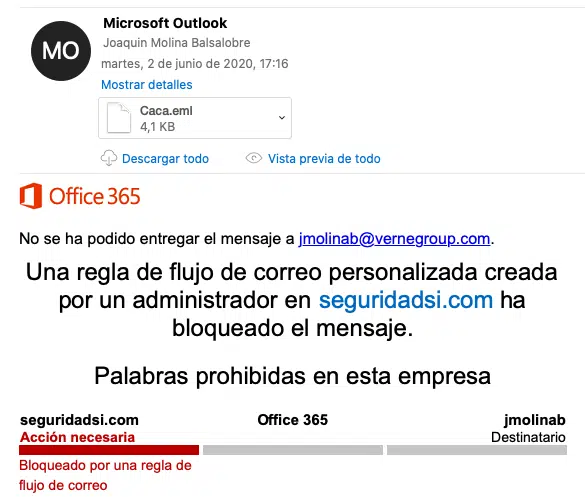 MO
Microsoft Outlook
Joaquin Molina Balsalobre
martes, 2 de junio de 2020, 17:16
Mostrar detalles
Caca.eml
4,1 KB
Descargar todo Vista previa de todo
Office 365
No se ha podido entregar el mensaje a jmolinab@vernegroup.com.
Una regla de flujo de correo personalizada creada
por un administrador en seguridadsi.com ha
bloqueado el mensaje.
Palabras prohibidas en esta empresa
seguridadsi.com Office 365 jmolinab
Acción necesaria Destinatario
Bloqueado por una regla de
flujo de correo